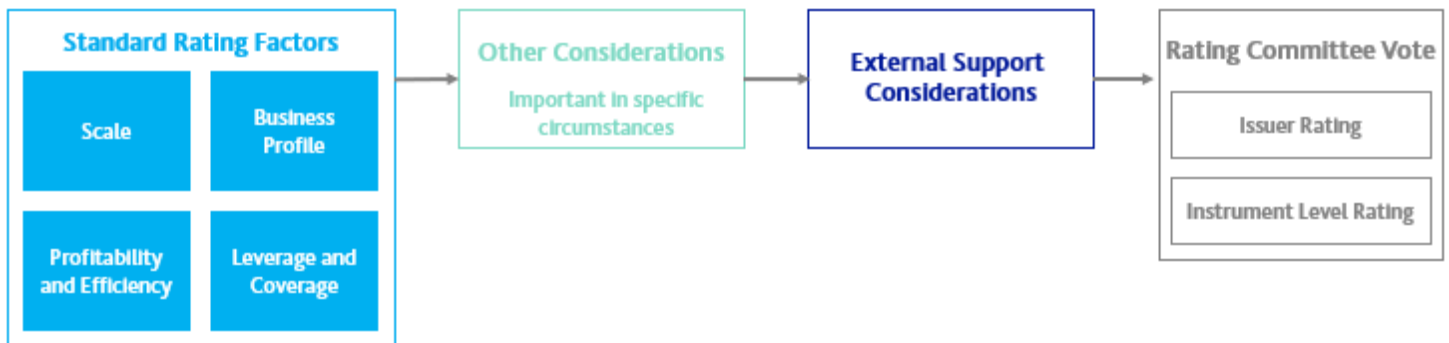 Standard Rating Factors
Scale
Business
Profile
Profitability
and Efficiency
Leverage and
Coverage
Other Considerations
Important in specific
circumstances
External Support
Considerations
Rating Committee Vote
Issuer Rating
Instrument Level Rating